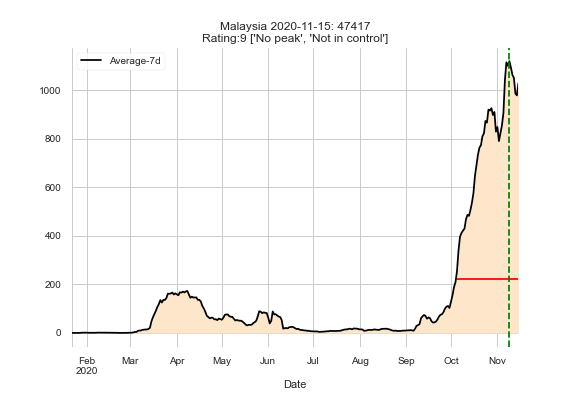 Malaysia 2020-11-15: 47417
Rating:9 ['No peak', 'Not in control']
Average-7d
1000
800
600
400
200
0
Feb Mar Apr May Jun Jul Aug Sep Oct Nov
2020
Date